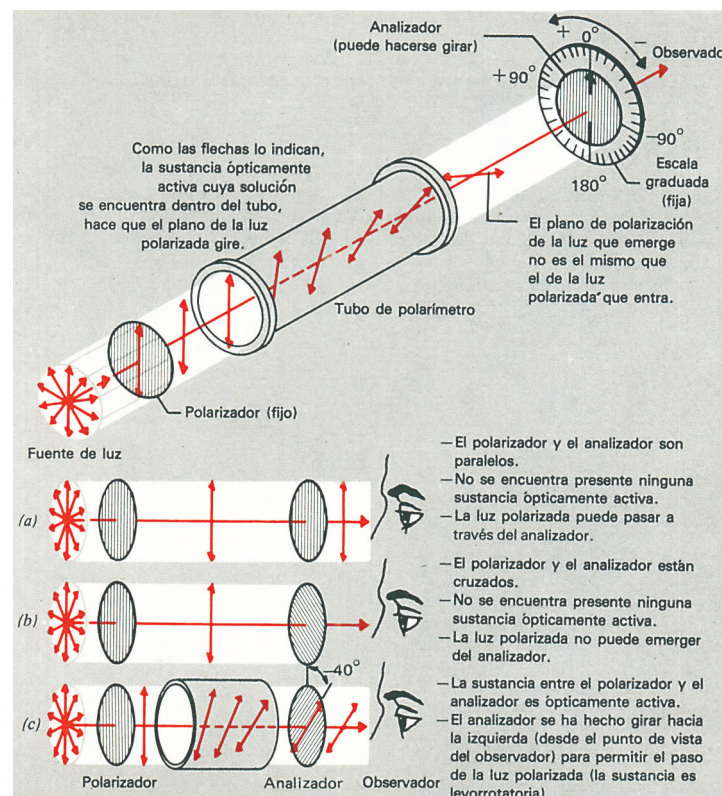 Analizador
(puede hacerse girar)
+ 0° −
Observado
+90°
−90°
Escala
graduada
(fija)
180°
Como las flechas lo indican,
la sustancia ópticamente
activa cuya solución
se encuentra dentro del tubo,
hace que el plano de la luz
polarizada gire.
El plano de polarización
de la luz que emerge
no es el mismo que
el de la luz
polarizada que entra.
Tubo de polarímetro
Polarizador (fijo)
Fuente de luz
(a)
—El polarizador y el analizador son
paralelos.
—No se encuentra presente ninguna
sustancia ópticamente activa.
—La luz polarizada puede pasar a
través del analizador.
(b)
—El polarizador y el analizador están
cruzados.
—No se encuentra presente ninguna
sustancia ópticamente activa.
—La luz polarizada no puede emerger
del analizador.
−40°
(c)
—La sustancia entre el polarizador y el
analizador es ópticamente activa.
—El analizador se ha hecho girar hacia
la izquierda (desde el punto de vista
del observador) para permitir el paso
de la luz polarizada (la sustancia es
levorrotatoria)
Polarizador
Analizador
Observador